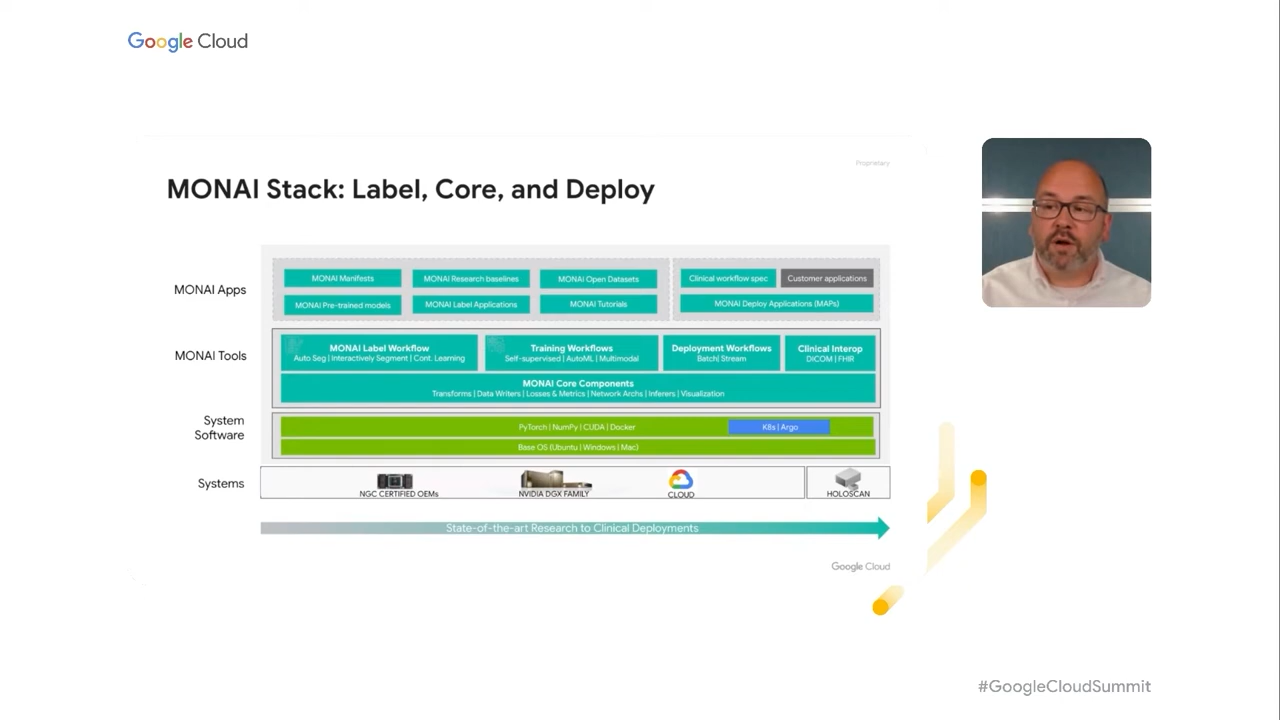 Google Cloud
Proprietary
MONAI Stack: Label, Core, and Deploy
MONAI Apps
MONAI Manifests
MONAI Research baselines
MONAI Open Datasets
Clinical workflow spec
Customer applications
MONAI Pre-trained models
MONAI Label Applications
MONAI Tutorials
MONAI Deploy Applications (MAPs)
MONAI Tools
MONAI Label Workflow
Auto Seg | Interactively Segment | Cont. Learning
Training Workflows
Self-supervised | AutoML | Multimodal
Deployment Workflows
Batch| Stream
Clinical Interop
DICOM | FHIR
MONAI Core Components
Transforms | Data Writers | Losses & Metrics | Network Archs | Inferers | Visualization
System
Software
PyTorch | NumPy | CUDA | Docker
K8s | Argo
Base OS (Ubuntu | Windows | Mac)
Systems
NGC CERTIFIED OEMs
NVIDIA DGX FAMILY
CLOUD
HOLOSCAN
State-of-the-art Research to Clinical Deployments
Google Cloud
#GoogleCloudSummit